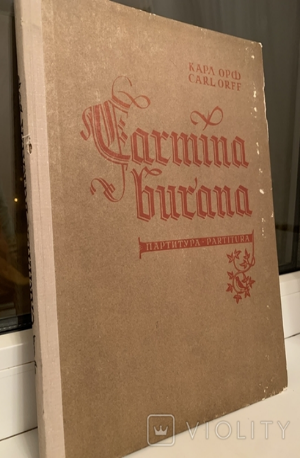 КАРЛ ОРФ
CARL ORFF
Carmina
burana
ПАРТИТУРА · PARTITURA
VIOLITY